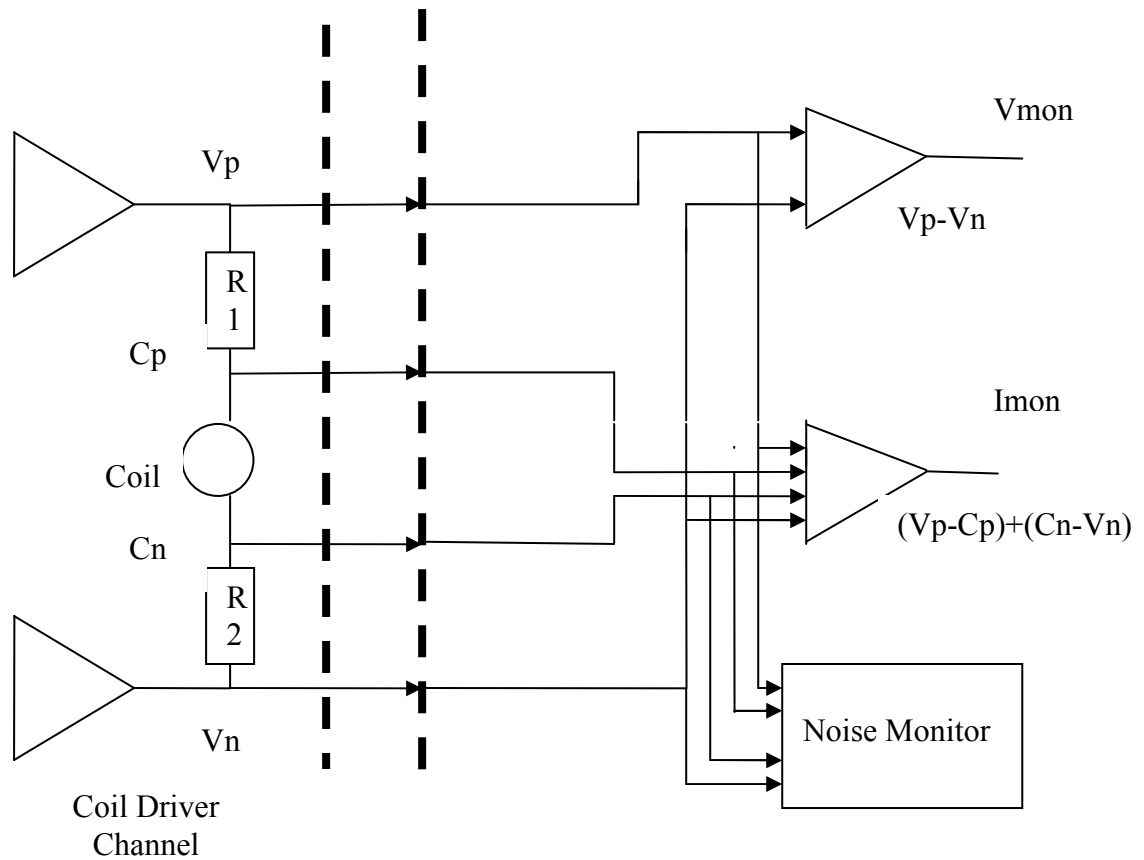 Vmon
Vp
Vp-Vn
R
1
Cp
Imon
Coil
(Vp-Cp)+(Cn-Vn)
Cn
R
2
Noise Monitor
Vn
Coil Driver
Channel